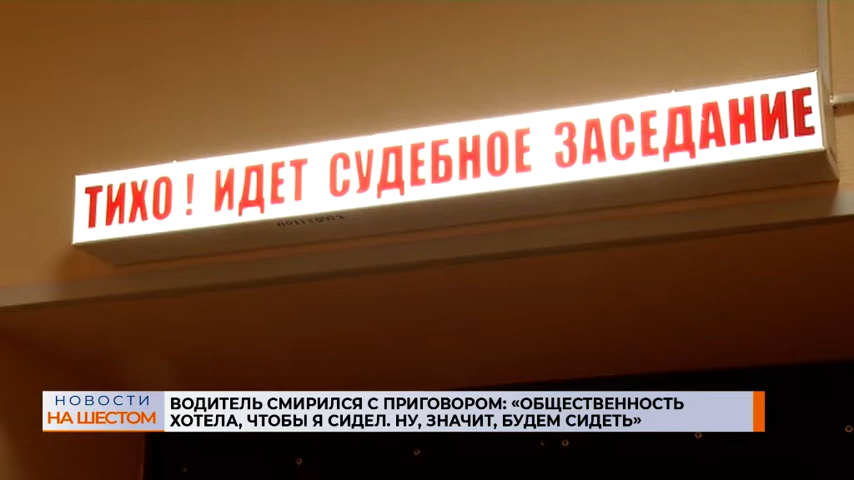 ТИХО! ИДЕТ СУДЕБНОЕ ЗАСЕДАНИЕ
НОВОСТИ
НА ШЕСТОМ
ВОДИТЕЛЬ СМИРИЛСЯ С ПРИГОВОРОМ: «ОБЩЕСТВЕННОСТЬ
ХОТЕЛА, ЧТОБЫ Я СИДЕЛ. НУ, ЗНАЧИТ, БУДЕМ СИДЕТЬ»